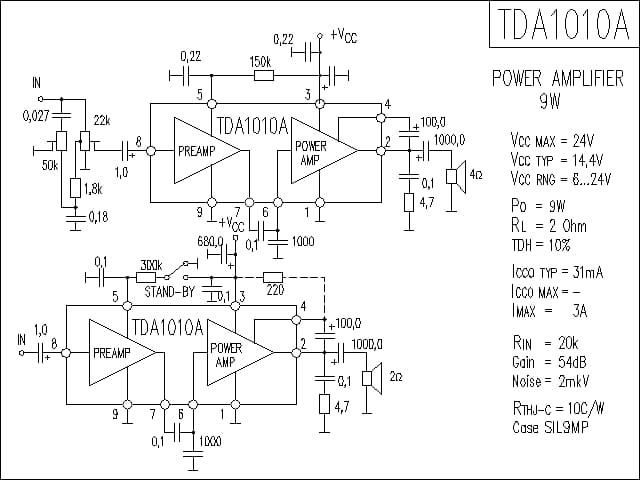 TDA1010A
POWER AMPLIFIER
9W
VCC MAX = 24V
VCC TYP = 14,4V
VCC RNG = 6...24V
PO = 9W
RL = 2 Ohm
TDH = 10%
ICCO TYP = 31mA
ICCO MAX = –
IMAX = 3A
RIN = 20k
Gain = 54dB
Noise = 2mkV
RTHJ-C = 10C/W
Case SIL9MP
+VCC
0,22
0,22
150k
IN
5
3
4
0,027
22k
TDA1010A
100,0
8
PREAMP
POWER
AMP
2
1000,0
50k
1,0
4Ω
1,8k
0,1
9
7
6
1
4,7
0,18
+VCC
0,1
1000
680,0
0,1
300k
STAND-BY
0,1
220
5
3
4
IN
1,0
TDA1010A
100,0
8
PREAMP
POWER
AMP
2
1000,0
2Ω
0,1
9
7
6
1
4,7
0,1
1000